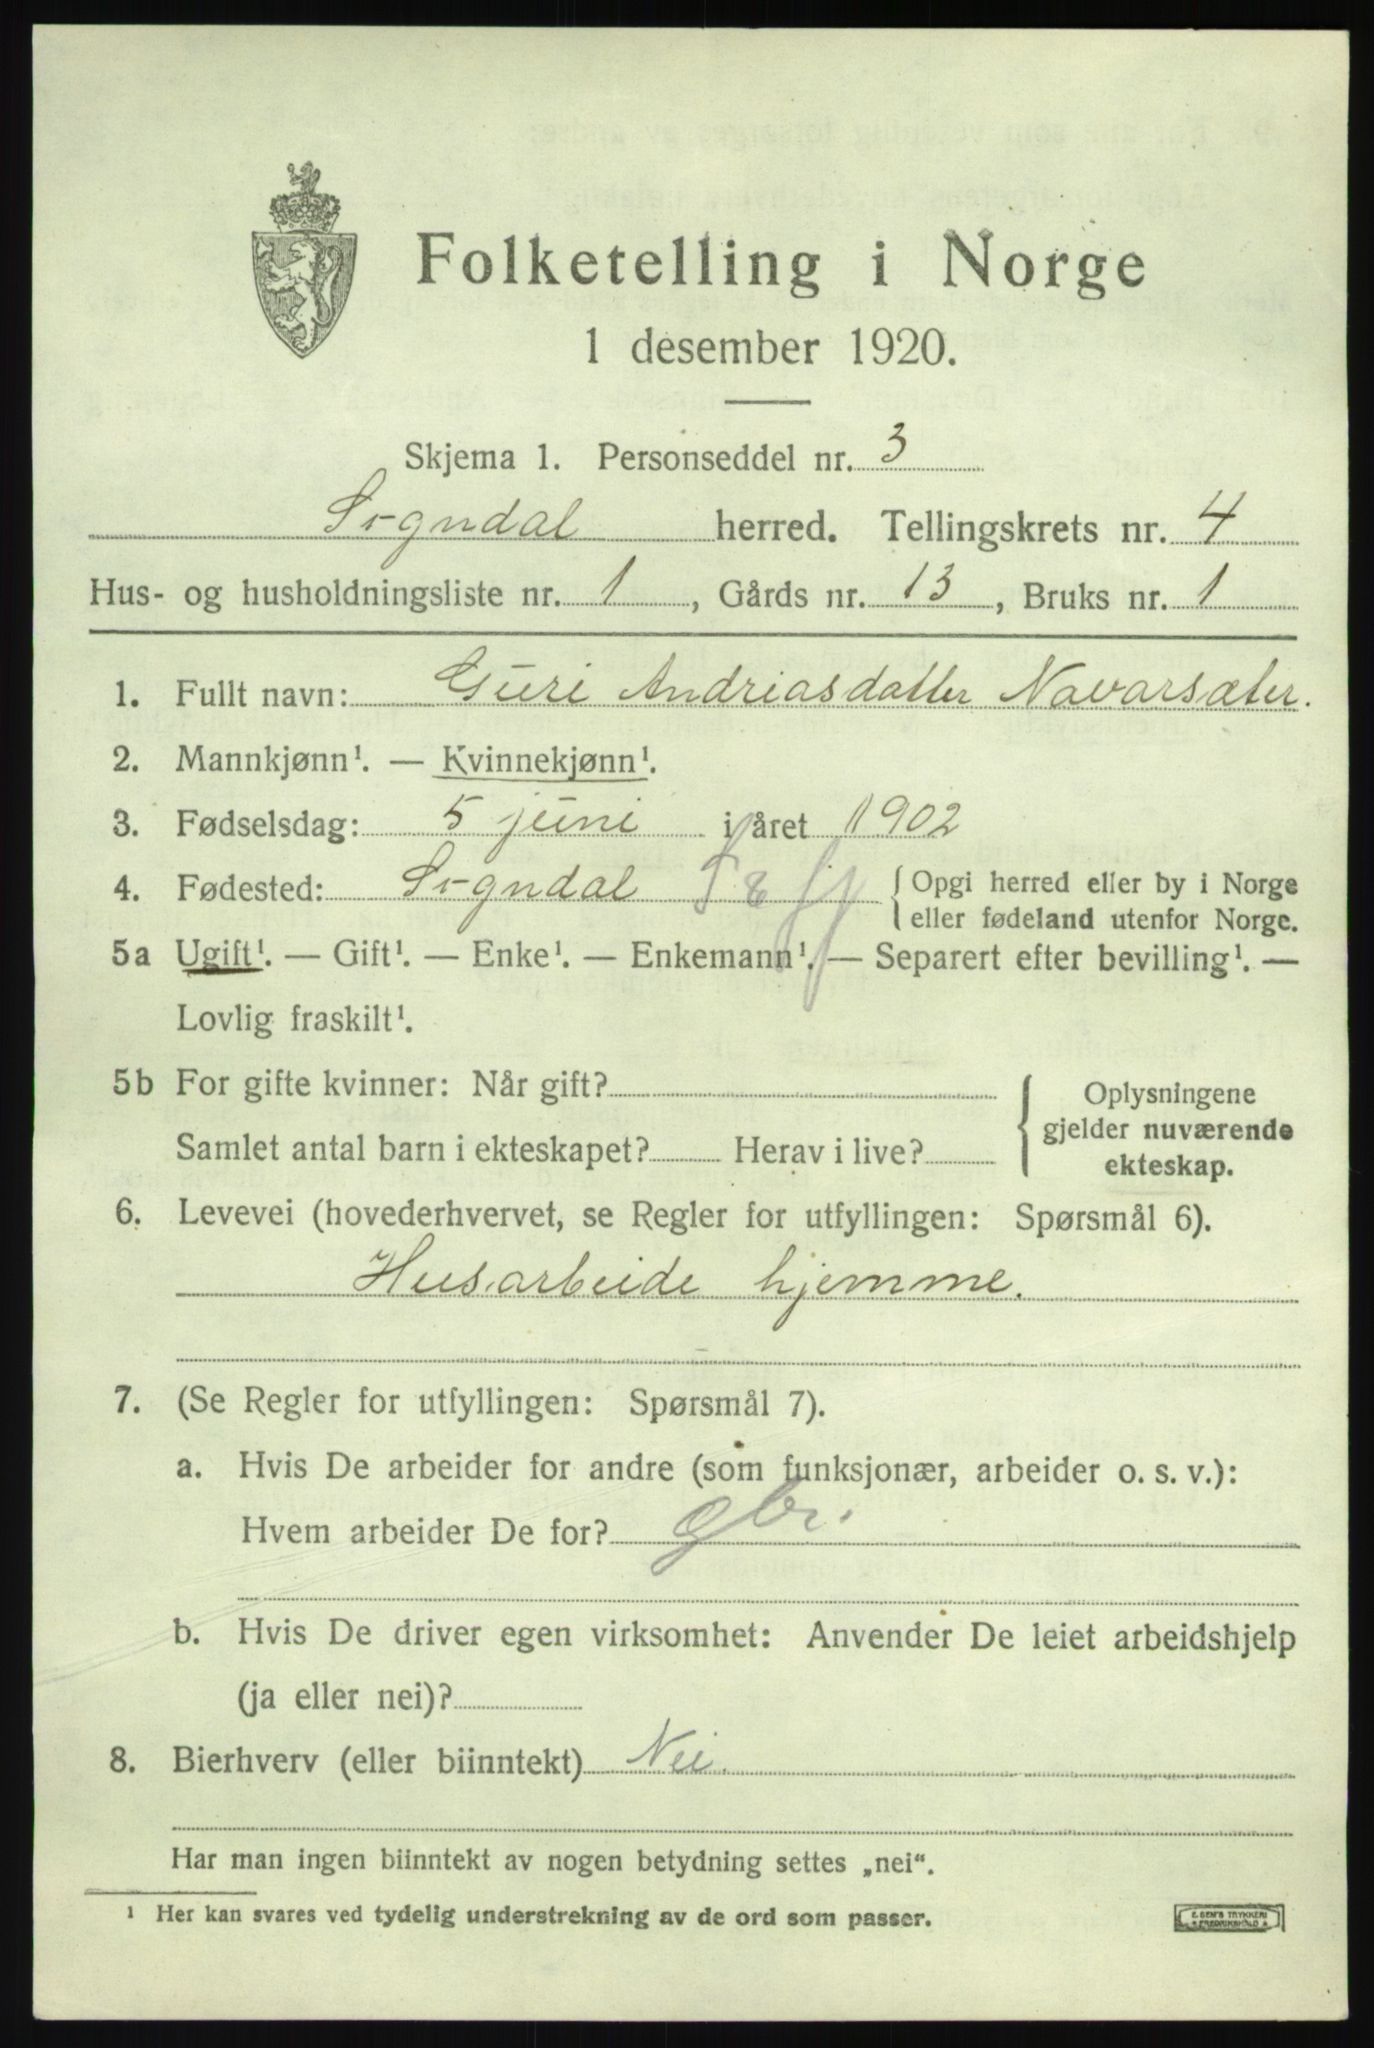 Folketelling i Norge
1 desember 1920.
Skjema 1. Personseddel nr. 3
Sogndal herred. Tellingskrets nr. 4
Hus- og husholdningsliste nr. 1, Gårds nr. 13, Bruks nr. 1
1. Fullt navn: Guri Andriasdatter Navarsæter.
2. Mannkjønn¹. — Kvinnekjønn¹.
3. Fødselsdag: 5 juni i året 1902
4. Fødested: Sogndal S&fj { Opgi herred eller by i Norge
eller fødeland utenfor Norge.
5a Ugift¹. — Gift¹. — Enke¹. — Enkemann¹. — Separert efter bevilling¹. —
Lovlig fraskilt¹.
5b For gifte kvinner: Når gift?
Samlet antal barn i ekteskapet? Herav i live?
{ Oplysningene
gjelder nuværende
ekteskap.
6. Levevei (hovederhvervet, se Regler for utfyllingen: Spørsmål 6).
Husarbeide hjemme.
7. (Se Regler for utfyllingen: Spørsmål 7).
a. Hvis De arbeider for andre (som funksjonær, arbeider o. s. v.):
Hvem arbeider De for? gbr.
b. Hvis De driver egen virksomhet: Anvender De leiet arbeidshjelp
(ja eller nei)?
8. Bierhverv (eller biinntekt) Nei.
Har man ingen biinntekt av nogen betydning settes „nei“.
¹ Her kan svares ved tydelig understrekning av de ord som passer.
E. SEM'S TRYKKERI
FREDRIKSHALD